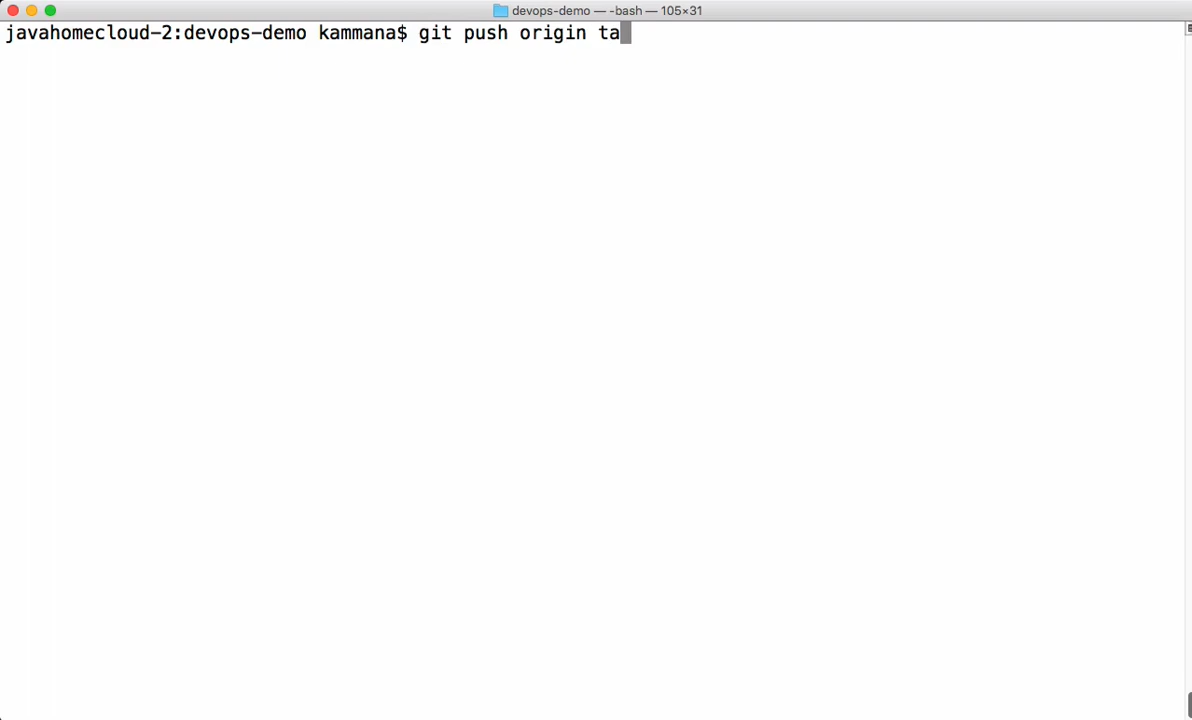 devops-demo — -bash — 105×31
javahomecloud-2:devops-demo kammana$ git push origin ta